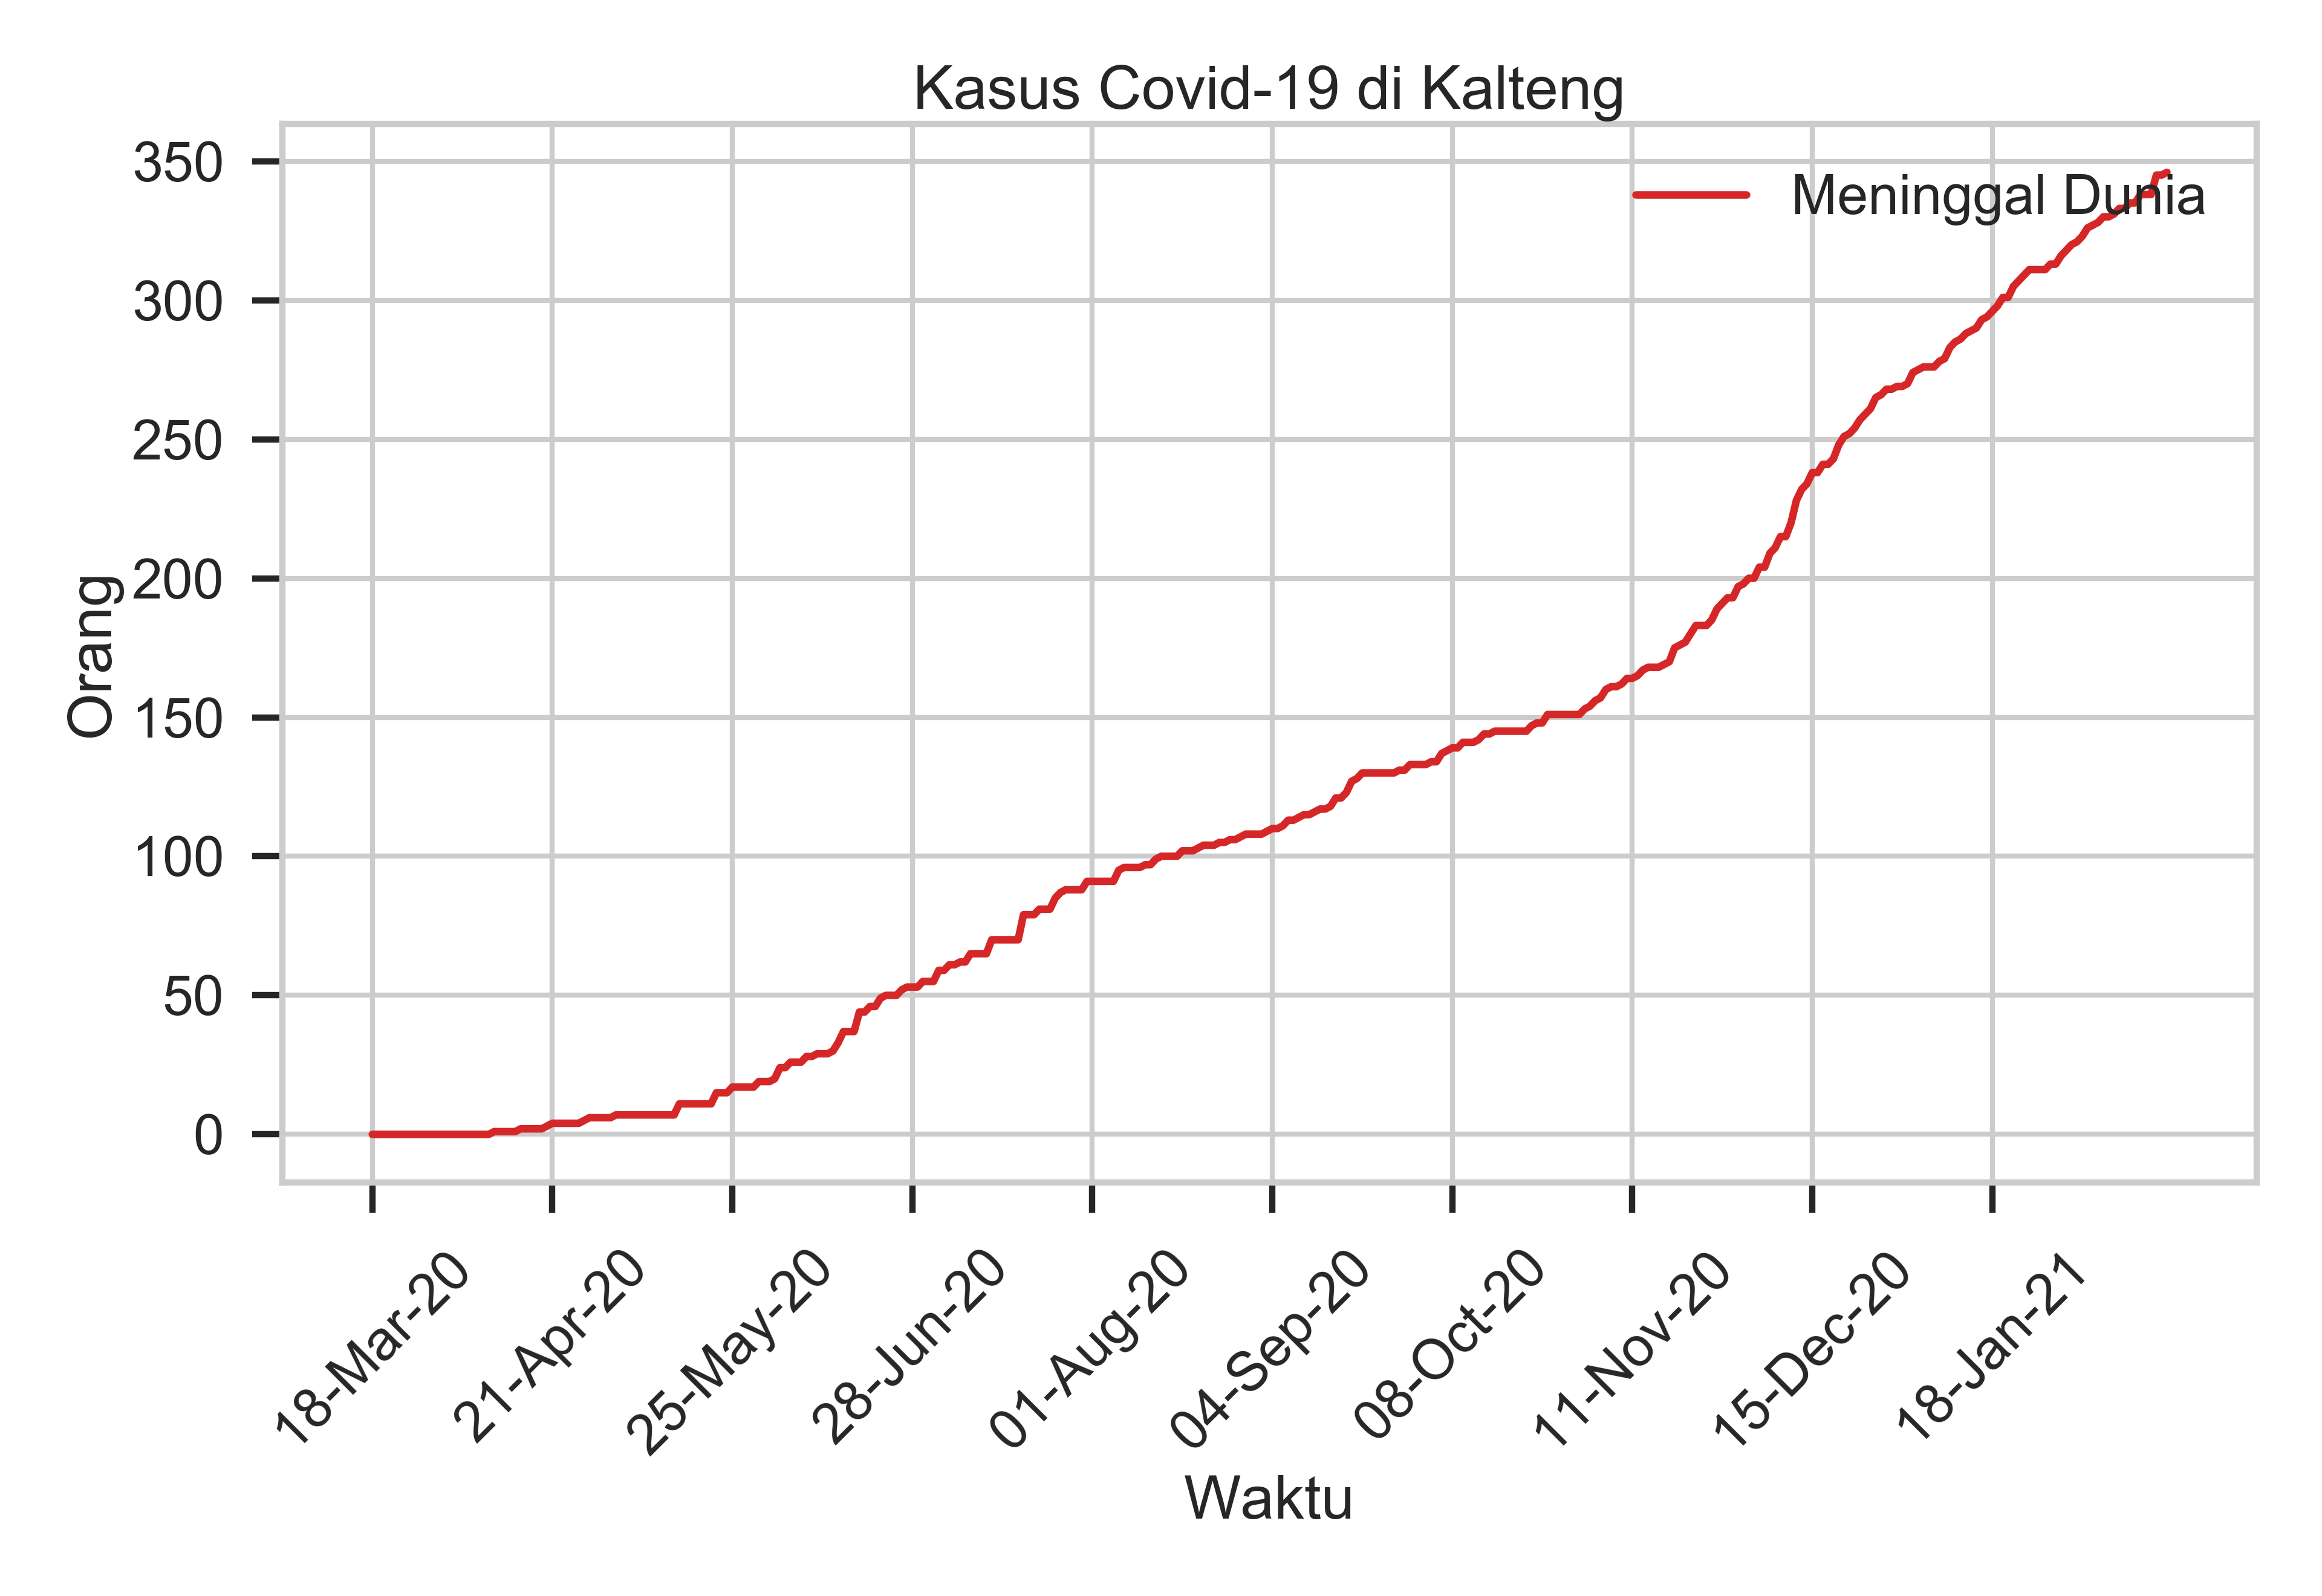 Kasus Covid-19 di Kalteng
Meninggal Dunia
Orang
350
300
250
200
150
100
50
0
18-Mar-20
21-Apr-20
25-May-20
28-Jun-20
01-Aug-20
04-Sep-20
08-Oct-20
11-Nov-20
15-Dec-20
18-Jan-21
Waktu